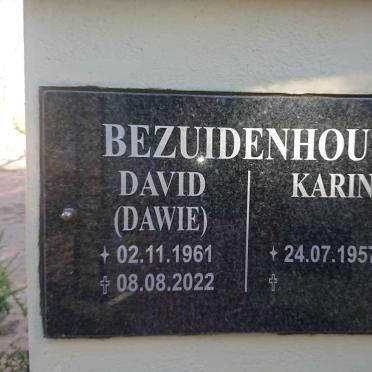 BEZUIDENHOU
DAVID
(DAWIE)
02.11.1961
08.08.2022
KARIN
24.07.1957